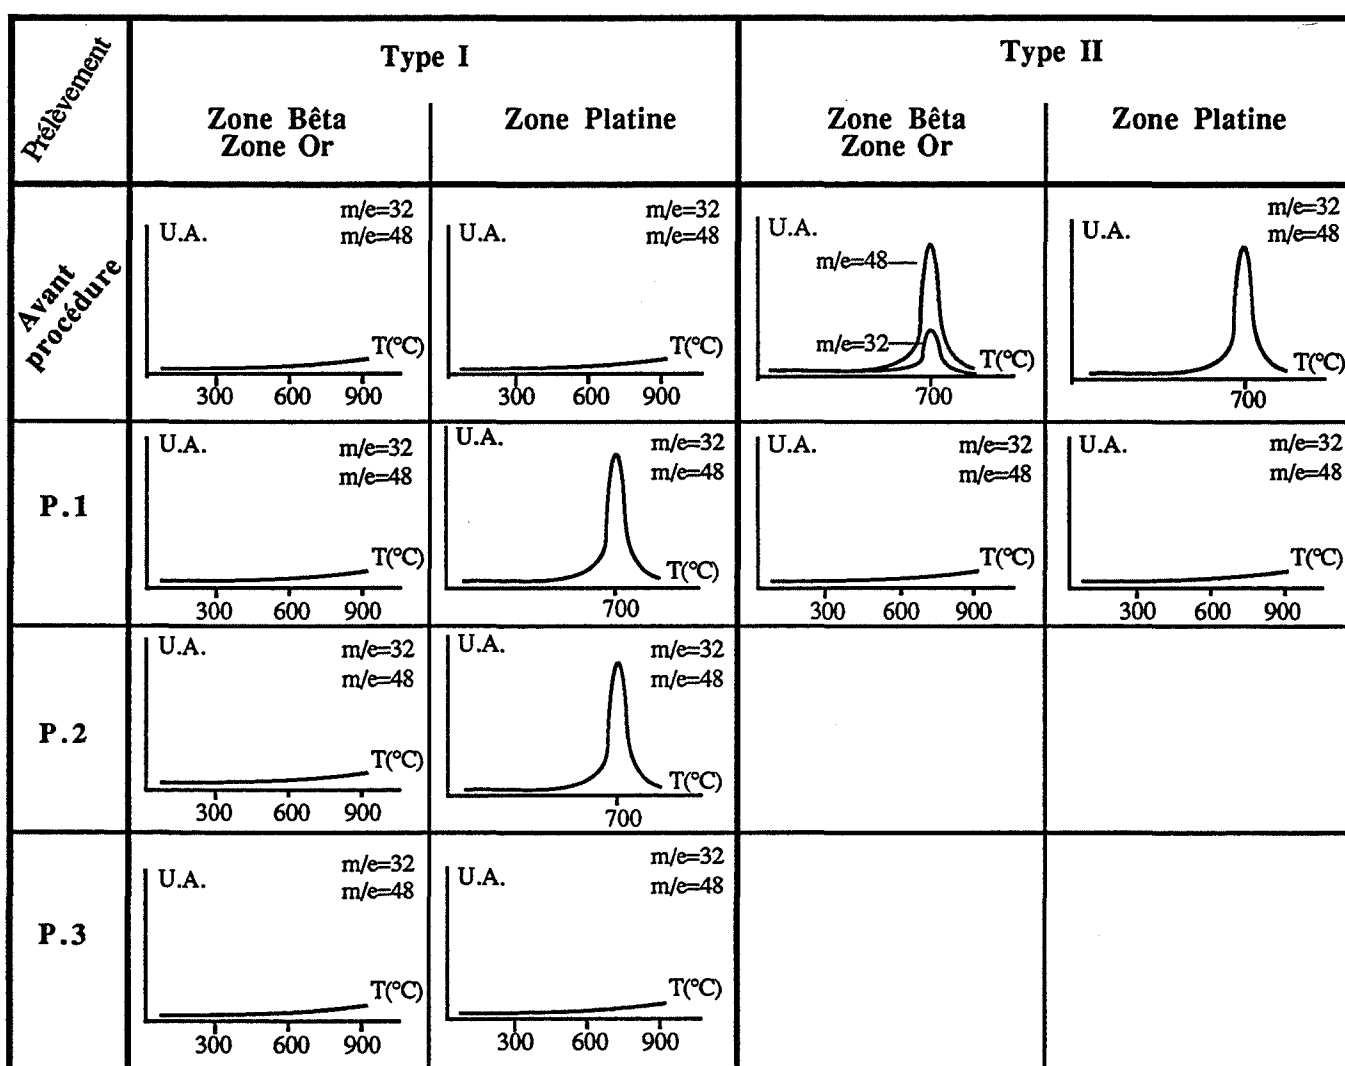 Prélèvement
Type I
Type II
Zone Bêta
Zone Or
Zone Platine
Zone Bêta
Zone Or
Zone Platine
Avant
procédure
U.A.
m/e=32
m/e=48
T(°C)
300 600 900
U.A.
m/e=32
m/e=48
T(°C)
300 600 900
U.A.
m/e=48
m/e=32
T(°C)
700
U.A.
m/e=32
m/e=48
T(°C)
700
P.1
U.A.
m/e=32
m/e=48
T(°C)
300 600 900
U.A.
m/e=32
m/e=48
T(°C)
700
U.A.
m/e=32
m/e=48
T(°C)
300 600 900
U.A.
m/e=32
m/e=48
T(°C)
300 600 900
P.2
U.A.
m/e=32
m/e=48
T(°C)
300 600 900
U.A.
m/e=32
m/e=48
T(°C)
700
P.3
U.A.
m/e=32
m/e=48
T(°C)
300 600 900
U.A.
m/e=32
m/e=48
T(°C)
300 600 900